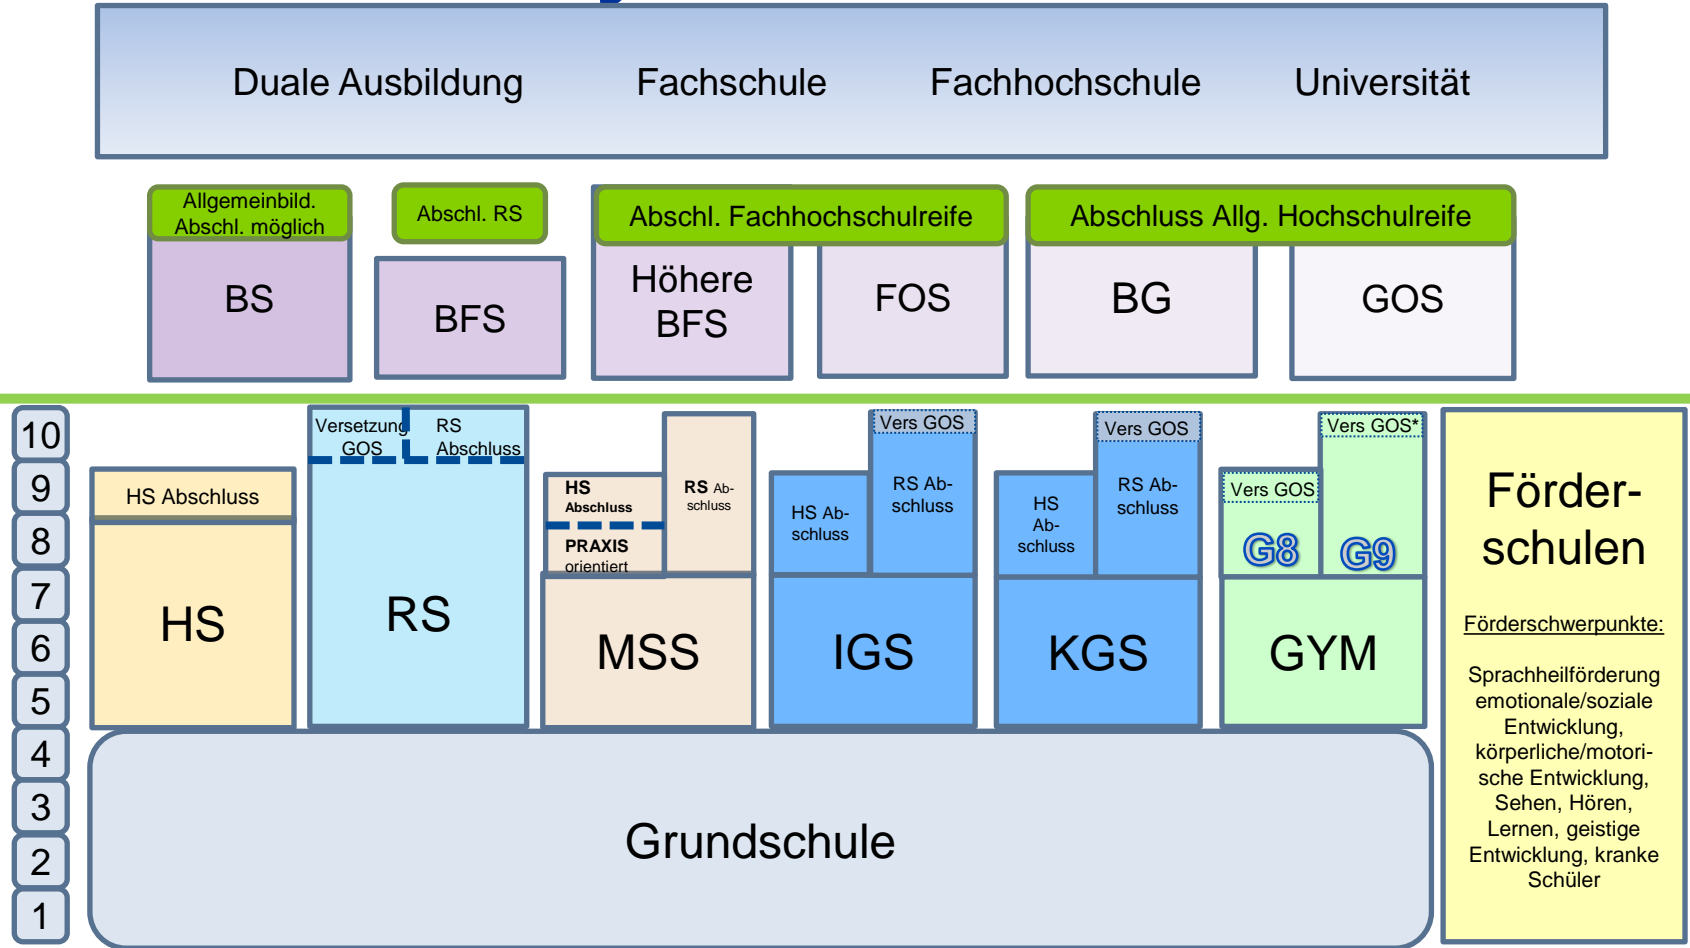 Duale Ausbildung Fachschule Fachhochschule Universität
Allgemeinbild.
Abschl. möglich
BS
Abschl. RS
BFS
Abschl. Fachhochschulreife
Höhere
BFS
FOS
Abschluss Allg. Hochschulreife
BG
GOS
10
9
8
7
6
5
4
3
2
1
HS Abschluss
HS
Versetzung
GOS
RS
Abschluss
RS
HS
Abschluss
PRAXIS
orientiert
RS Ab-
schluss
MSS
HS Ab-
schluss
Vers GOS
RS Ab-
schluss
IGS
HS
Ab-
schluss
Vers GOS
RS Ab-
schluss
KGS
Vers GOS
G8
Vers GOS*
G9
GYM
Grundschule
Förder-
schulen
Förderschwerpunkte:
Sprachheilförderung
emotionale/soziale
Entwicklung,
körperliche/motori-
sche Entwicklung,
Sehen, Hören,
Lernen, geistige
Entwicklung, kranke
Schüler